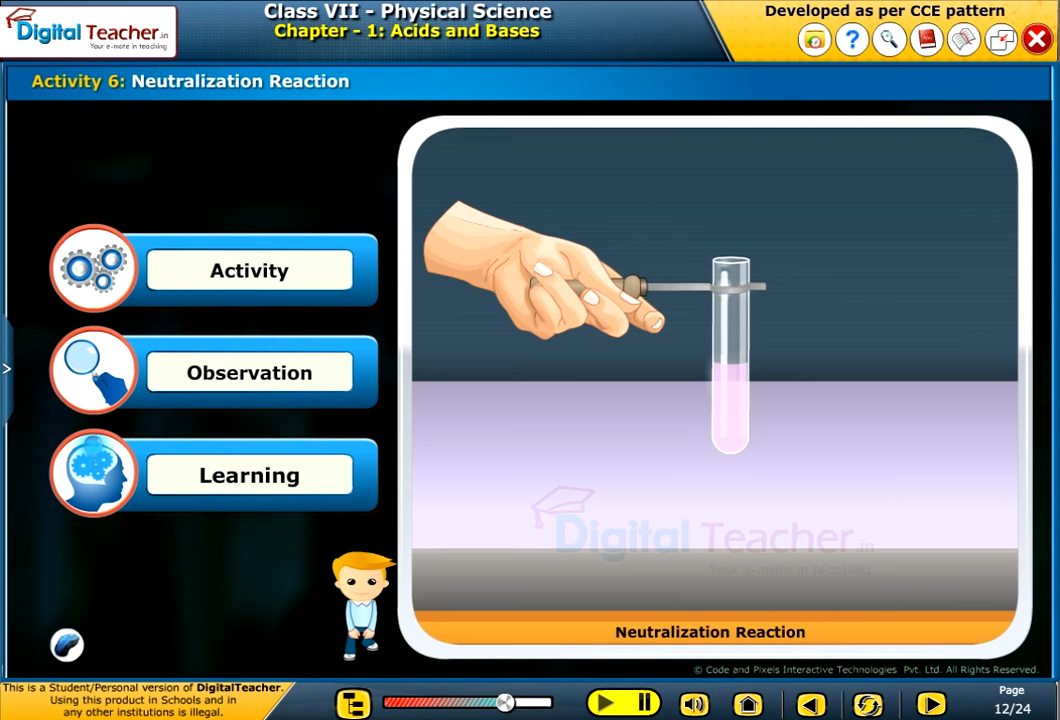 Digital Teacher.in
Your e-mate in teaching
Class VII - Physical Science
Chapter - 1: Acids and Bases
Developed as per CCE pattern
?
Activity 6: Neutralization Reaction
Activity
Observation
Learning
>
Digital Teacher.in
Your e-mate in teaching
Neutralization Reaction
© Code and Pixels Interactive Technologies Pvt. Ltd. All Rights Reserved.
This is a Student/Personal version of DigitalTeacher.
Using this product in Schools and in
any other institutions is illegal.
Page
12/24